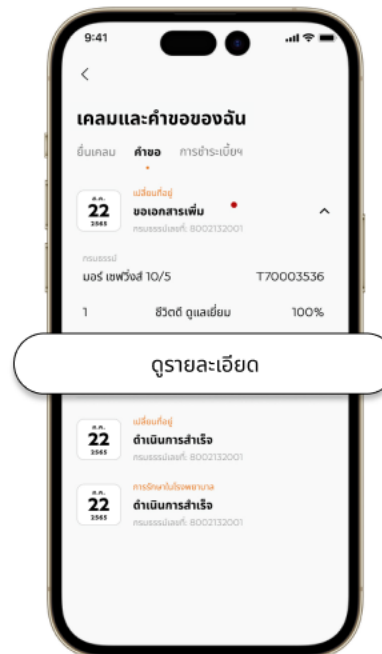 9:41
เคลมและคำขอของฉัน
ยื่นเคลม คำขอ การชำระเบี้ยฯ
เปลี่ยนที่อยู่
ส.ค.
22
2565
ขอเอกสารเพิ่ม
กรมธรรม์เลขที่: 8002132001
กรมธรรม์
มอร์ เซฟวิ่งส์ 10/5 T70003536
1 ชีวิตดี ดูแลเยี่ยม 100%
ดูรายละเอียด
เปลี่ยนที่อยู่
ส.ค.
22
2565
ดำเนินการสำเร็จ
กรมธรรม์เลขที่: 8002132001
การรักษาในโรงพยาบาล
ส.ค.
22
2565
ดำเนินการสำเร็จ
กรมธรรม์เลขที่: 8002132001